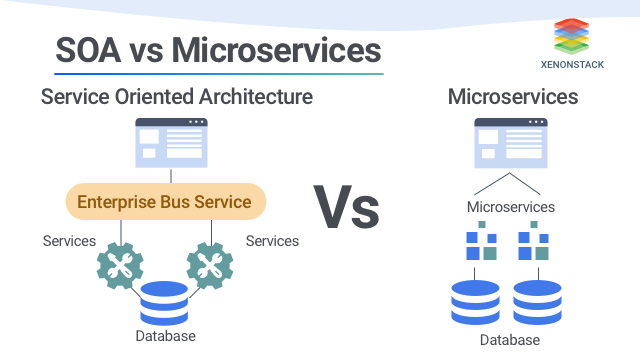 SOA vs Microservices
XENONSTACK
Service Oriented Architecture
Microservices
Enterprise Bus Service
Vs
Services
Services
Database
Microservices
Database